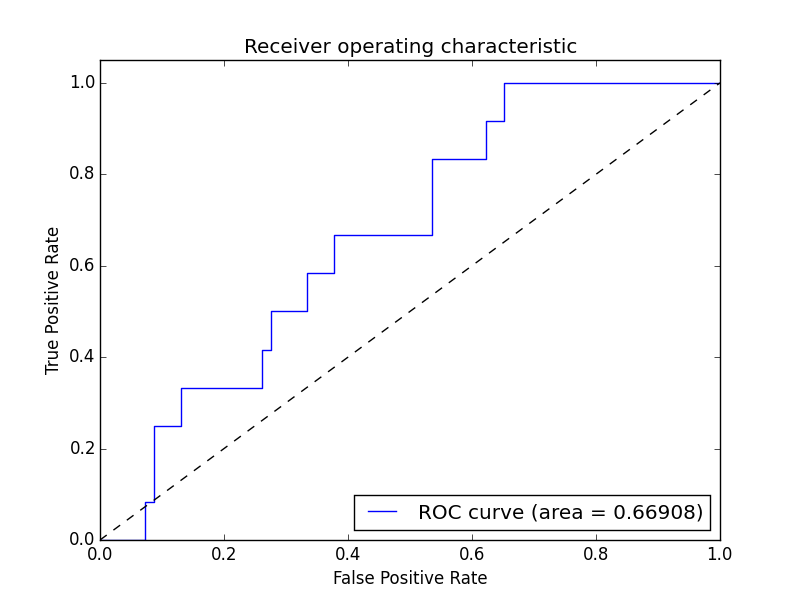 Receiver operating characteristic
1.0
0.8
0.6
0.4
0.2
0.0
True Positive Rate
ROC curve (area = 0.66908)
0.0 0.2 0.4 0.6 0.8 1.0
False Positive Rate